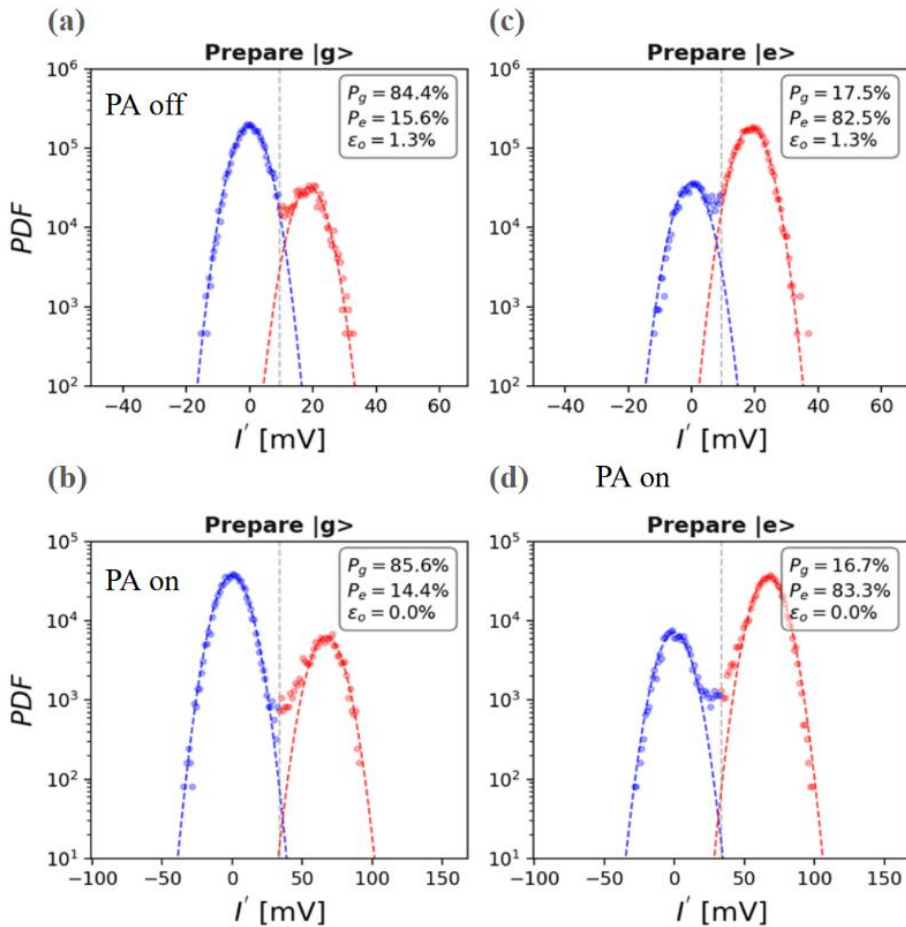 (a)
Prepare |g>
PA off
P_g = 84.4%
P_e = 15.6%
ε_o = 1.3%
10^6
10^5
10^4
10^3
10^2
PDF
−40 −20 0 20 40 60
I′ [mV]
(c)
Prepare |e>
P_g = 17.5%
P_e = 82.5%
ε_o = 1.3%
10^6
10^5
10^4
10^3
10^2
−40 −20 0 20 40 60
I′ [mV]
(b)
Prepare |g>
PA on
P_g = 85.6%
P_e = 14.4%
ε_o = 0.0%
10^5
10^4
10^3
10^2
10^1
PDF
−100 −50 0 50 100 150
I′ [mV]
(d)
PA on
Prepare |e>
P_g = 16.7%
P_e = 83.3%
ε_o = 0.0%
10^5
10^4
10^3
10^2
10^1
−100 −50 0 50 100 150
I′ [mV]